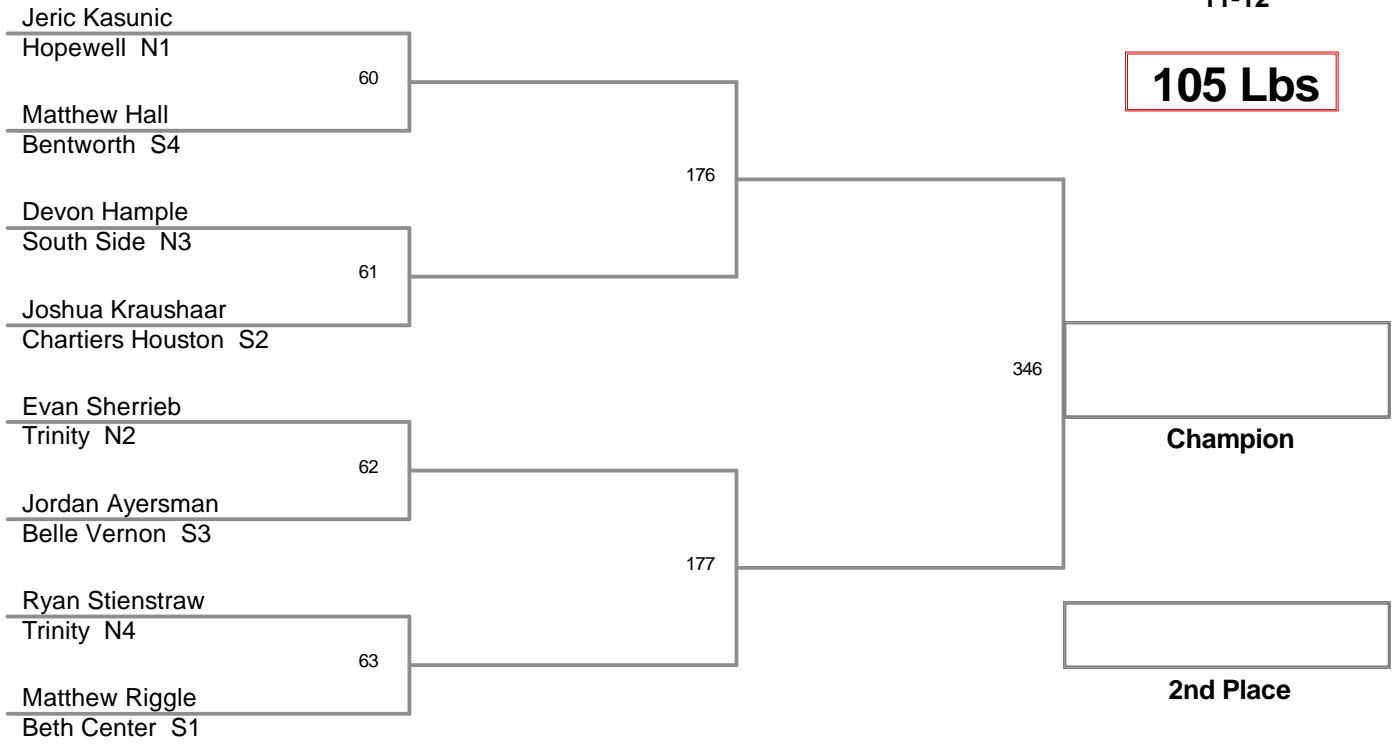 11-12
105 Lbs
Jeric Kasunic
Hopewell N1
60
Matthew Hall
Bentworth S4
176
Devon Hample
South Side N3
61
Joshua Kraushaar
Chartiers Houston S2
346
Champion
Evan Sherrieb
Trinity N2
62
Jordan Ayersman
Belle Vernon S3
177
Ryan Stienstraw
Trinity N4
63
Matthew Riggle
Beth Center S1
2nd Place